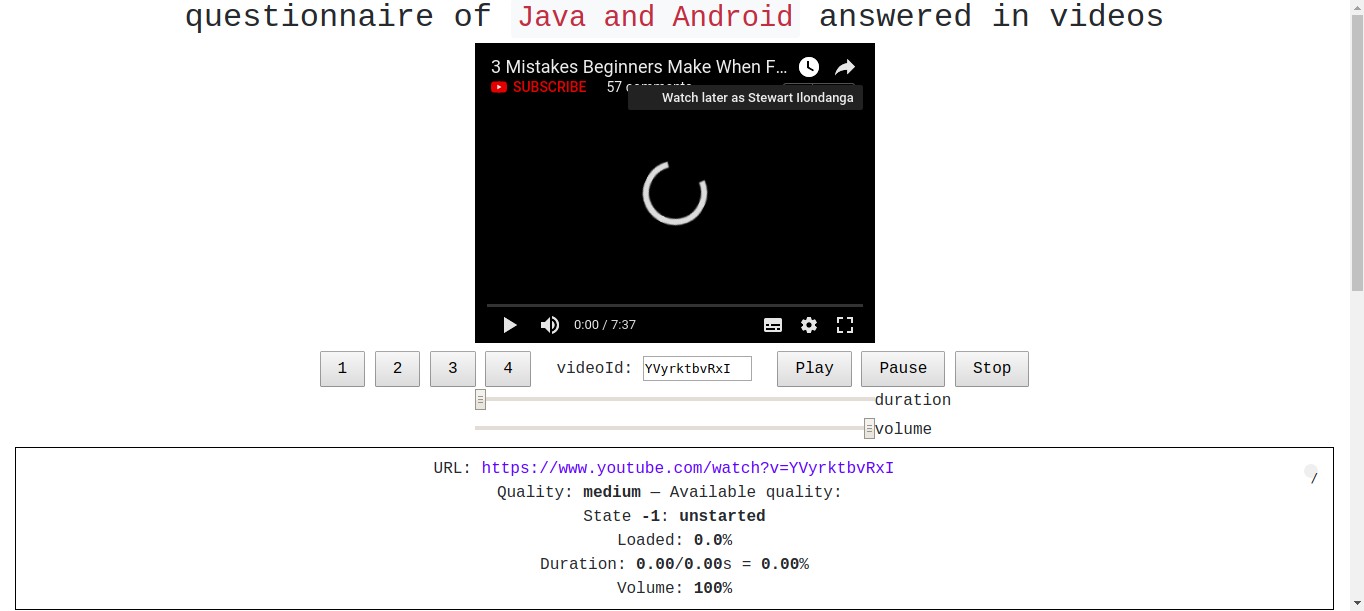 questionnaire of Java and Android answered in videos
3 Mistakes Beginners Make When F...
SUBSCRIBE 57
Watch later as Stewart Ilondanga
0:00 / 7:37
1 2 3 4 videoId: YVyrktbvRxI Play Pause Stop
duration
volume
URL: https://www.youtube.com/watch?v=YVyrktbvRxI
/
Quality: medium — Available quality:
State -1: unstarted
Loaded: 0.0%
Duration: 0.00/0.00s = 0.00%
Volume: 100%